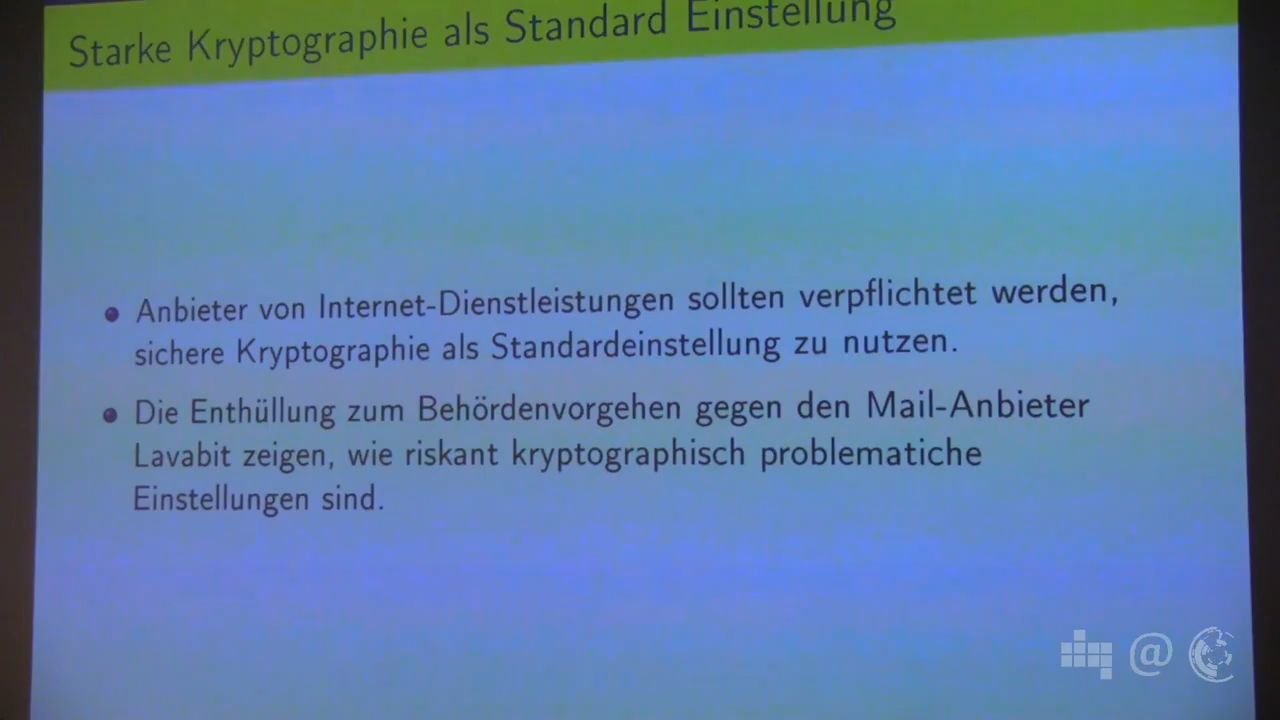 Starke Kryptographie als Standard Einstellung
Anbieter von Internet-Dienstleistungen sollten verpflichtet werden,
sichere Kryptographie als Standardeinstellung zu nutzen.
Die Enthüllung zum Behördenvorgehen gegen den Mail-Anbieter
Lavabit zeigen, wie riskant kryptographisch problematiche
Einstellungen sind.
@